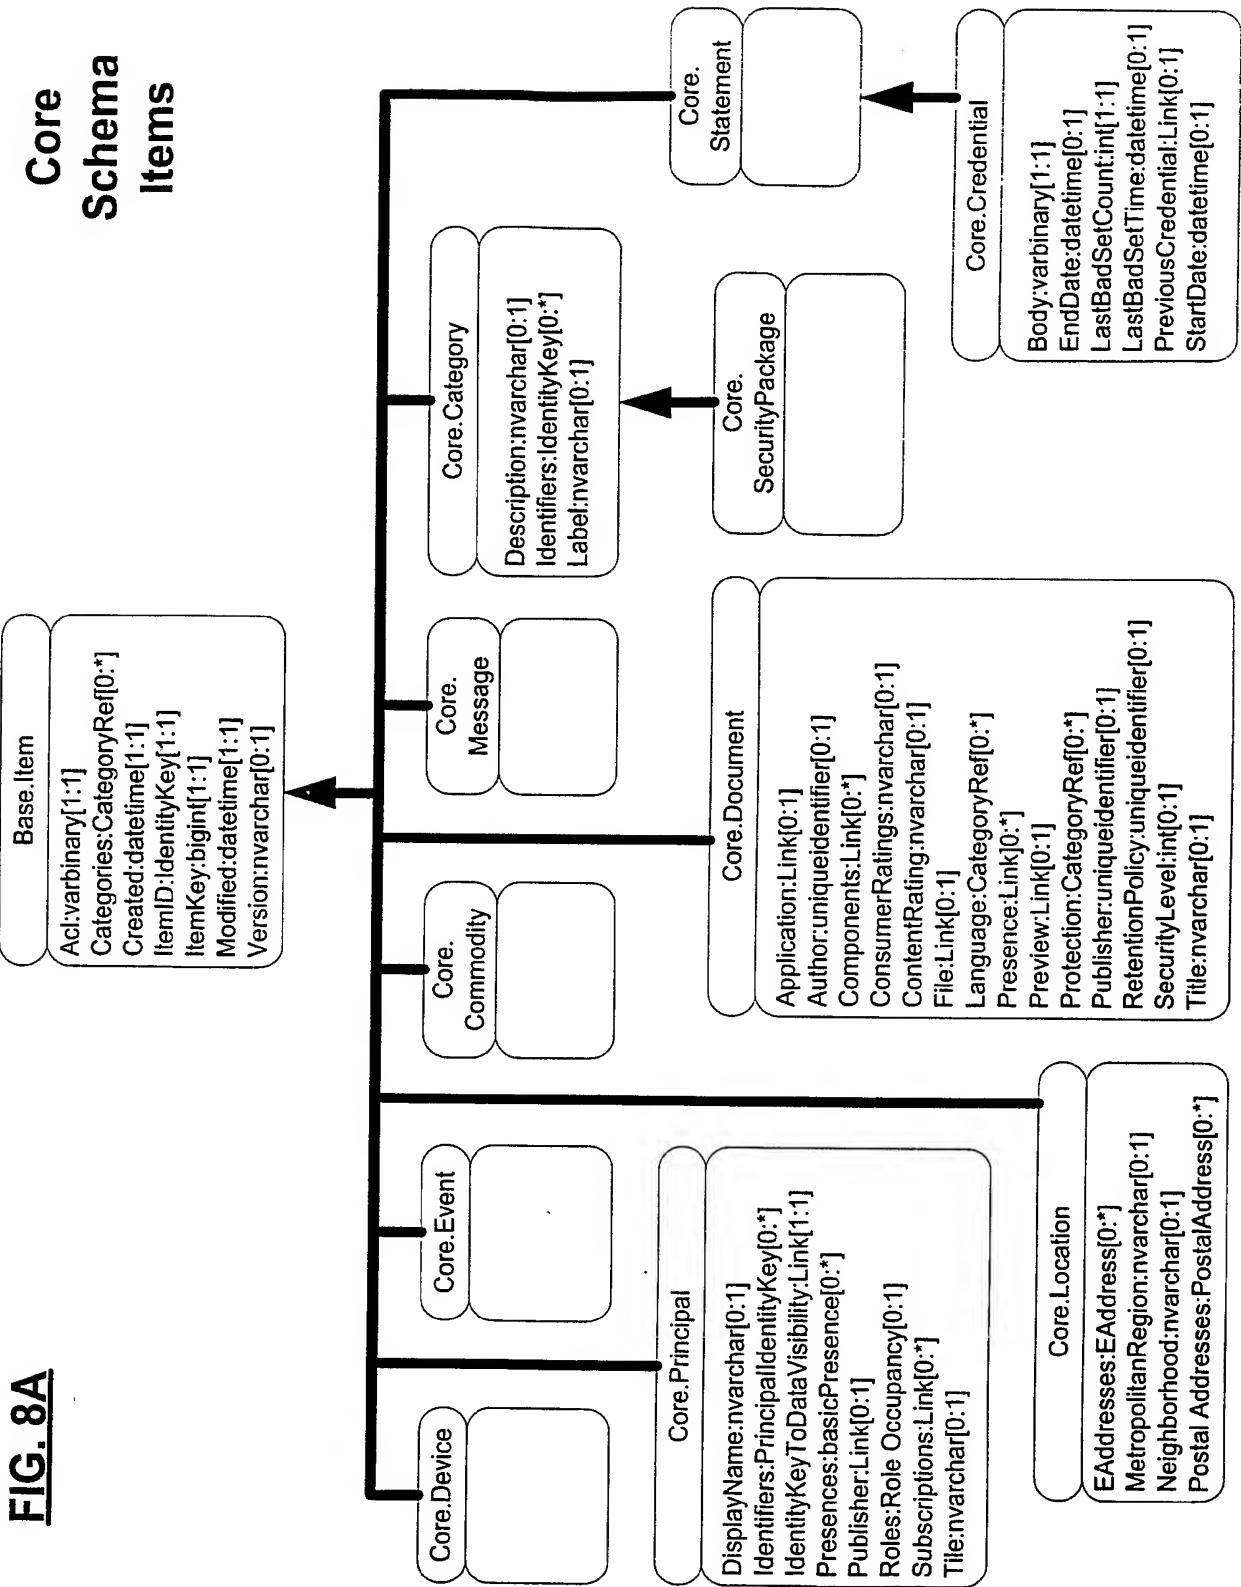 FIG. 8A
Core
Schema
Items
Base.Item
Acl:varbinary[1:1]
Categories:CategoryRef[0:*]
Created:datetime[1:1]
ItemID:IdentityKey[1:1]
ItemKey:bigint[1:1]
Modified:datetime[1:1]
Version:nvarchar[0:1]
Core.Device
Core.Event
Core.
Commodity
Core.
Message
Core.Category
Description:nvarchar[0:1]
Identifiers:IdentityKey[0:*]
Label:nvarchar[0:1]
Core.
Statement
Core.Principal
DisplayName:nvarchar[0:1]
Identifiers:PrincipalIdentityKey[0:*]
IdentityKeyToDataVisibility:Link[1:1]
Presences:basicPresence[0:*]
Publisher:Link[0:1]
Roles:Role Occupancy[0:1]
Subscriptions:Link[0:*]
Tile:nvarchar[0:1]
Core.Document
Application:Link[0:1]
Author:uniqueidentifier[0:1]
Components:Link[0:*]
ConsumerRatings:nvarchar[0:1]
ContentRating:nvarchar[0:1]
File:Link[0:1]
Language:CategoryRef[0:*]
Presence:Link]0:*]
Preview:Link[0:1]
Protection:CategoryRef[0:*]
Publisher:uniqueidentifier[0:1]
RetentionPolicy:uniqueidentifier[0:1]
SecurityLevel:int[0:1]
Title:nvarchar[0:1]
Core.
SecurityPackage
Core.Location
EAddresses:EAddress[0:*]
MetropolitanRegion:nvarchar[0:1]
Neighborhood:nvarchar[0:1]
Postal Addresses:PostalAddress[0:*]
Core.Credential
Body:varbinary[1:1]
EndDate:datetime[0:1]
LastBadSetCount:int[1:1]
LastBadSetTime:datetime[0:1]
PreviousCredential:Link[0:1]
StartDate:datetime[0:1]